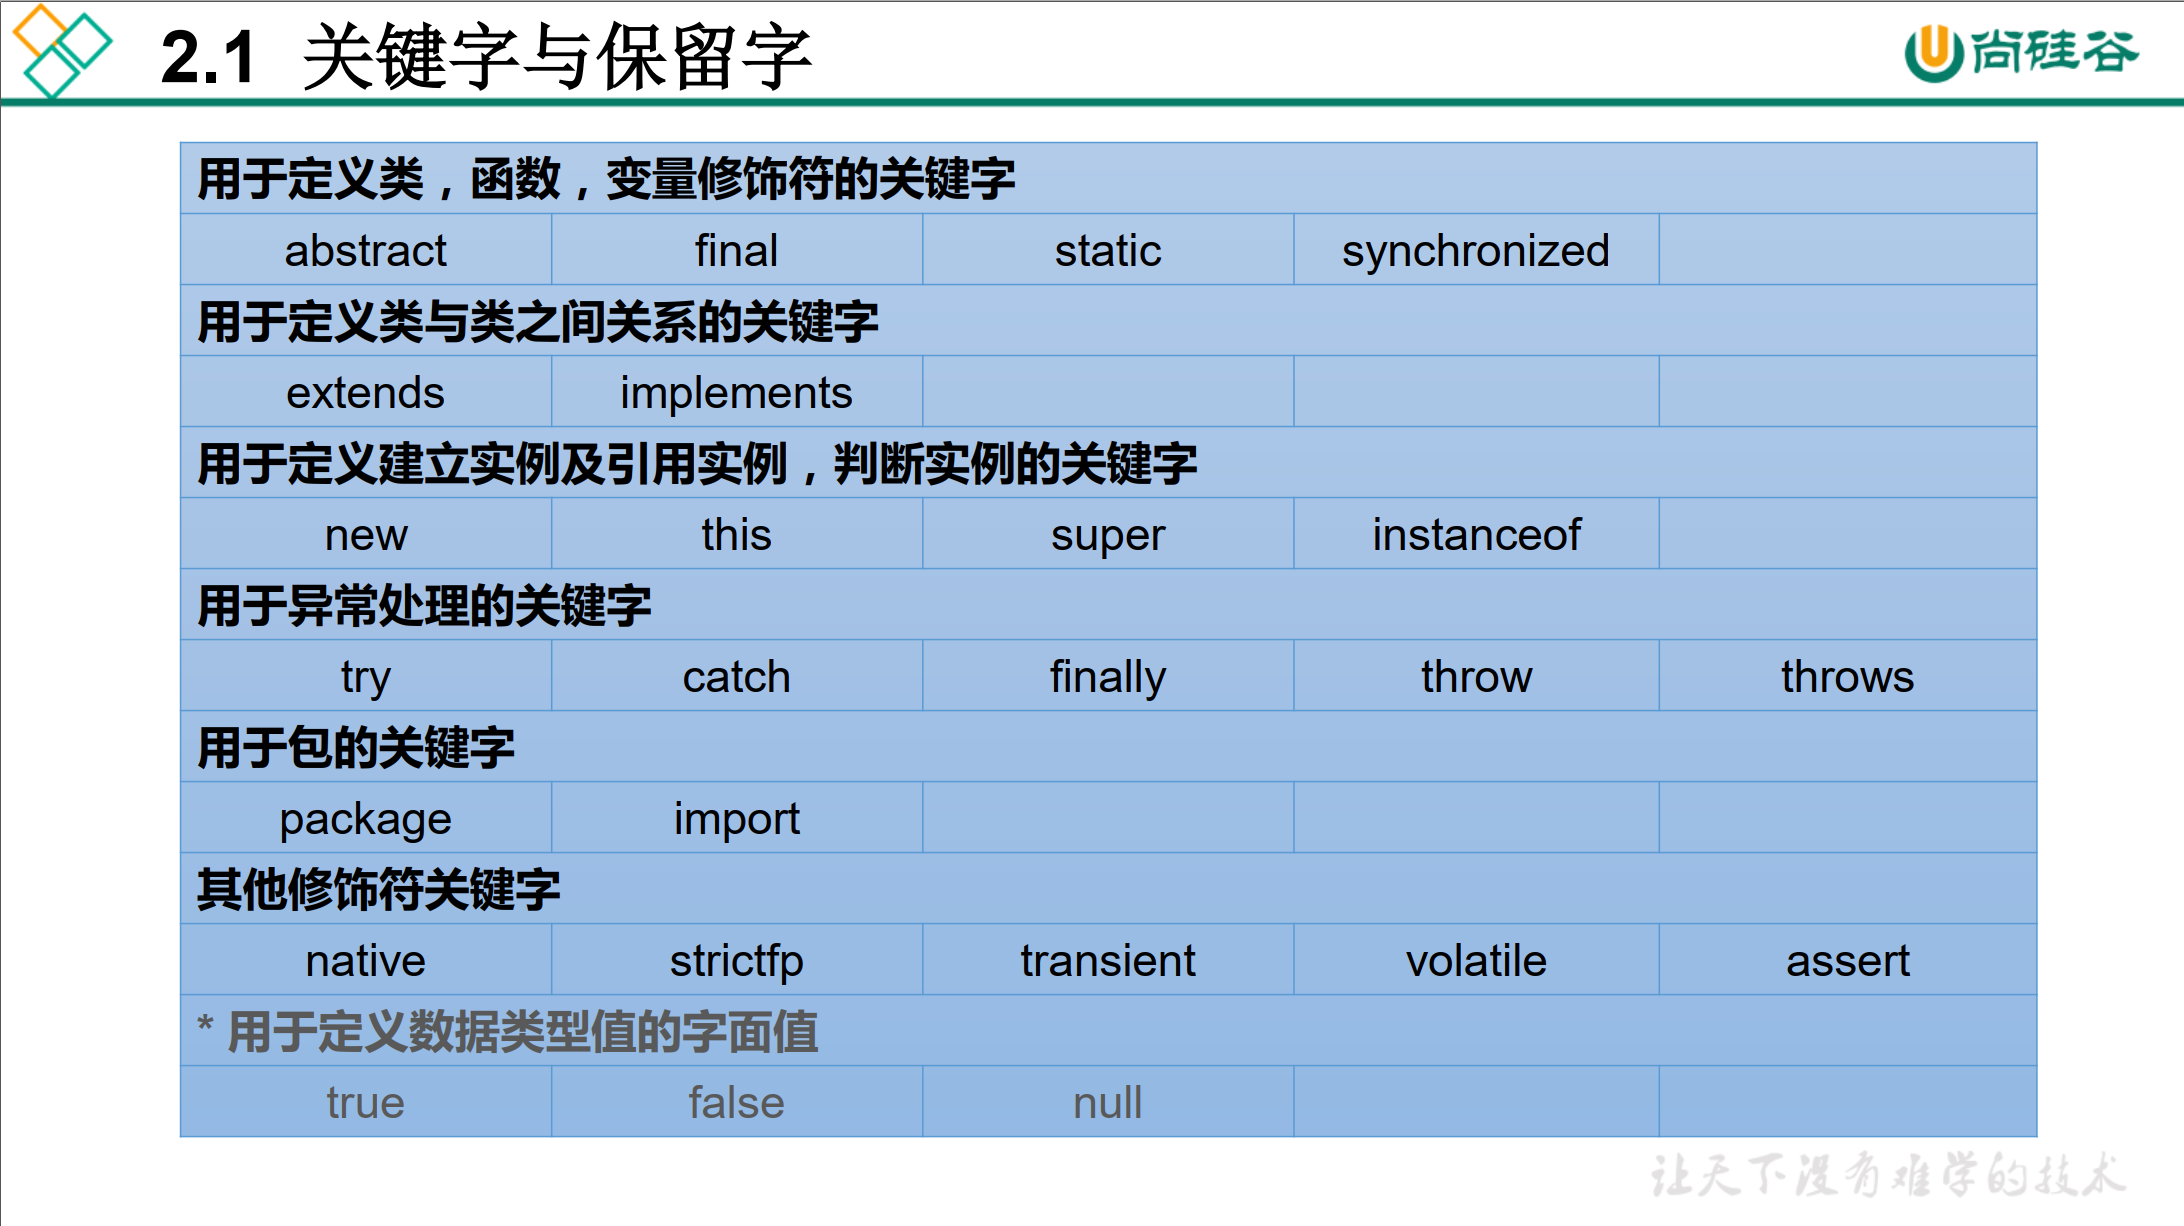 2.1 关键字与保留字
尚硅谷
用于定义类，函数，变量修饰符的关键字
abstract final static synchronized
用于定义类与类之间关系的关键字
extends implements
用于定义建立实例及引用实例，判断实例的关键字
new this super instanceof
用于异常处理的关键字
try catch finally throw throws
用于包的关键字
package import
其他修饰符关键字
native strictfp transient volatile assert
* 用于定义数据类型值的字面值
true false null
让天下没有难学的技术